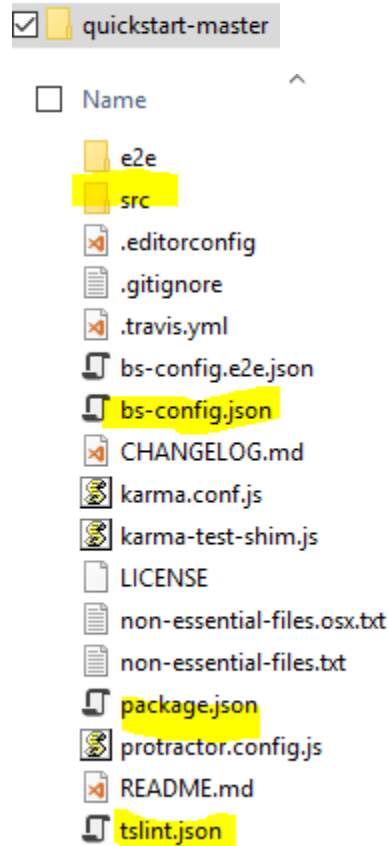 quickstart-master
Name
e2e
src
.editorconfig
.gitignore
.travis.yml
bs-config.e2e.json
bs-config.json
CHANGELOG.md
karma.conf.js
karma-test-shim.js
LICENSE
non-essential-files.osx.txt
non-essential-files.txt
package.json
protractor.config.js
README.md
tslint.json